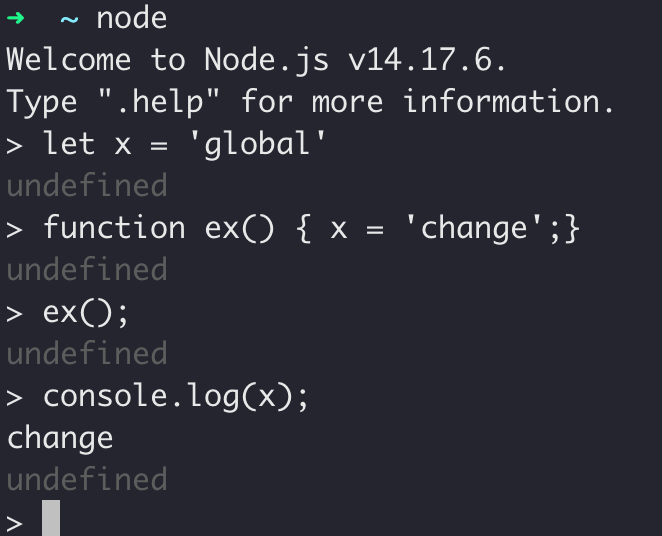 ➜ ~ node
Welcome to Node.js v14.17.6.
Type ".help" for more information.
> let x = 'global'
undefined
> function ex() { x = 'change';}
undefined
> ex();
undefined
> console.log(x);
change
undefined
>